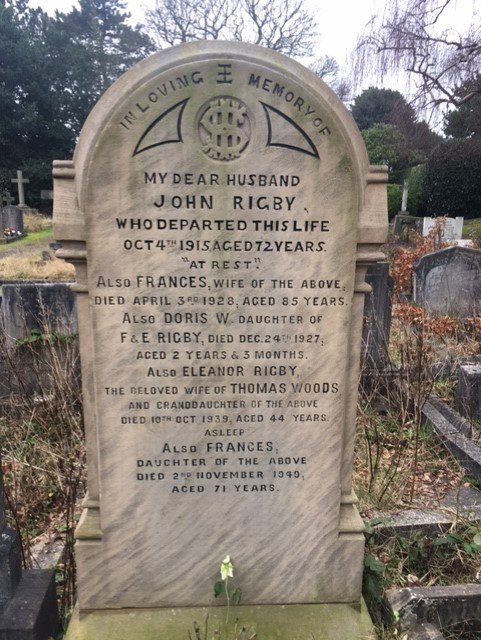 IN LOVING MEMORY OF
MY DEAR HUSBAND
JOHN RIGBY,
WHO DEPARTED THIS LIFE
OCT 4TH 1915 AGED 72 YEARS.
"AT REST."
ALSO FRANCES, WIFE OF THE ABOVE,
DIED APRIL 3RD 1928, AGED 85 YEARS.
ALSO DORIS W. DAUGHTER OF
F & E RIGBY, DIED DEC. 24TH 1927,
AGED 2 YEARS & 3 MONTHS.
ALSO ELEANOR RIGBY,
THE BELOVED WIFE OF THOMAS WOODS
AND GRANDDAUGHTER OF THE ABOVE
DIED 10TH OCT 1939, AGED 44 YEARS.
ASLEEP
ALSO FRANCES,
DAUGHTER OF THE ABOVE
DIED 2ND NOVEMBER 1949,
AGED 71 YEARS.